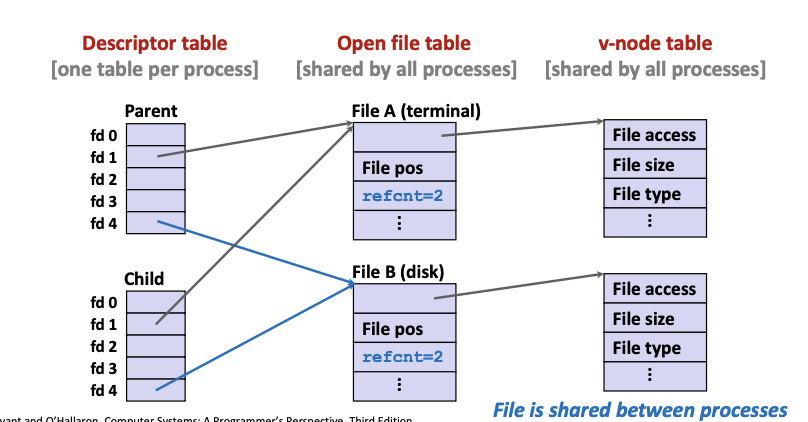 Descriptor table
[one table per process]
Open file table
[shared by all processes]
v-node table
[shared by all processes]
Parent
fd 0
fd 1
fd 2
fd 3
fd 4
File A (terminal)
File pos
refcnt=2
⋮
File access
File size
File type
⋮
Child
fd 0
fd 1
fd 2
fd 3
fd 4
File B (disk)
File pos
refcnt=2
⋮
File access
File size
File type
⋮
File is shared between processes
and O'Hallaron, Computer Systems: A Programmer's Perspective, Third Edition